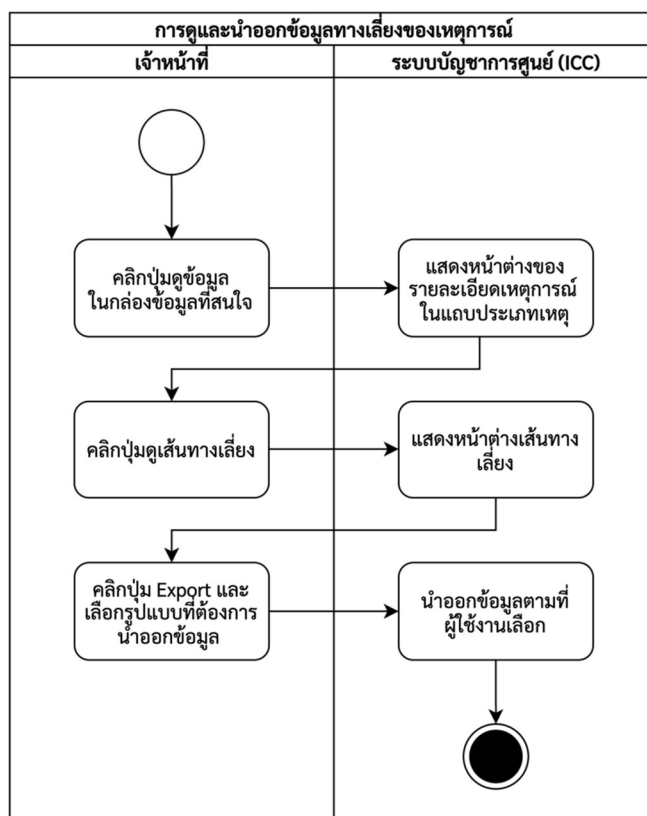 การดูและนำออกข้อมูลทางเลี่ยงของเหตุการณ์
เจ้าหน้าที่
ระบบบัญชาการศูนย์ (ICC)
คลิกปุ่มดูข้อมูล
ในกล่องข้อมูลที่สนใจ
แสดงหน้าต่างของ
รายละเอียดเหตุการณ์
ในแถบประเภทเหตุ
คลิกปุ่มดูเส้นทางเลี่ยง
แสดงหน้าต่างเส้นทาง
เลี่ยง
คลิกปุ่ม Export และ
เลือกรูปแบบที่ต้องการ
นำออกข้อมูล
นำออกข้อมูลตามที่
ผู้ใช้งานเลือก